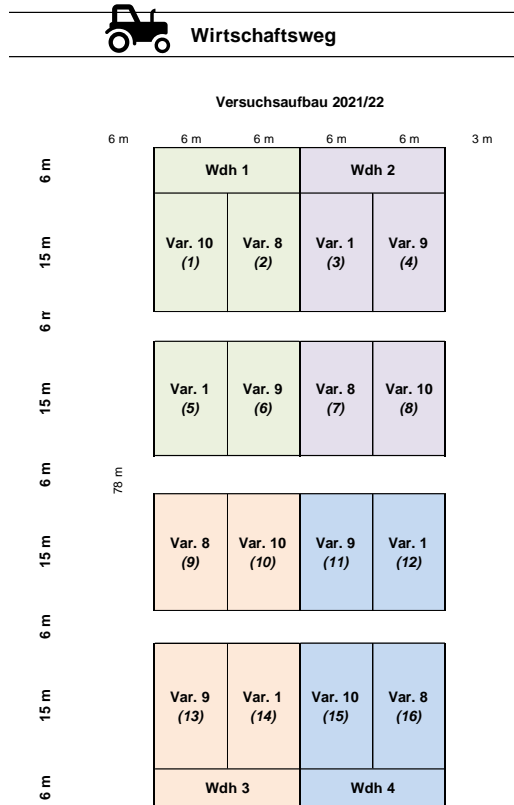 Wirtschaftsweg
Versuchsaufbau 2021/22
6 m 6 m 6 m 6 m 6 m 3 m
6 m
Wdh 1 Wdh 2
15 m
Var. 10 Var. 8 Var. 1 Var. 9
(1) (2) (3) (4)
6 m
15 m
Var. 1 Var. 9 Var. 8 Var. 10
(5) (6) (7) (8)
6 m
78 m
15 m
Var. 8 Var. 10 Var. 9 Var. 1
(9) (10) (11) (12)
6 m
15 m
Var. 9 Var. 1 Var. 10 Var. 8
(13) (14) (15) (16)
6 m
Wdh 3 Wdh 4